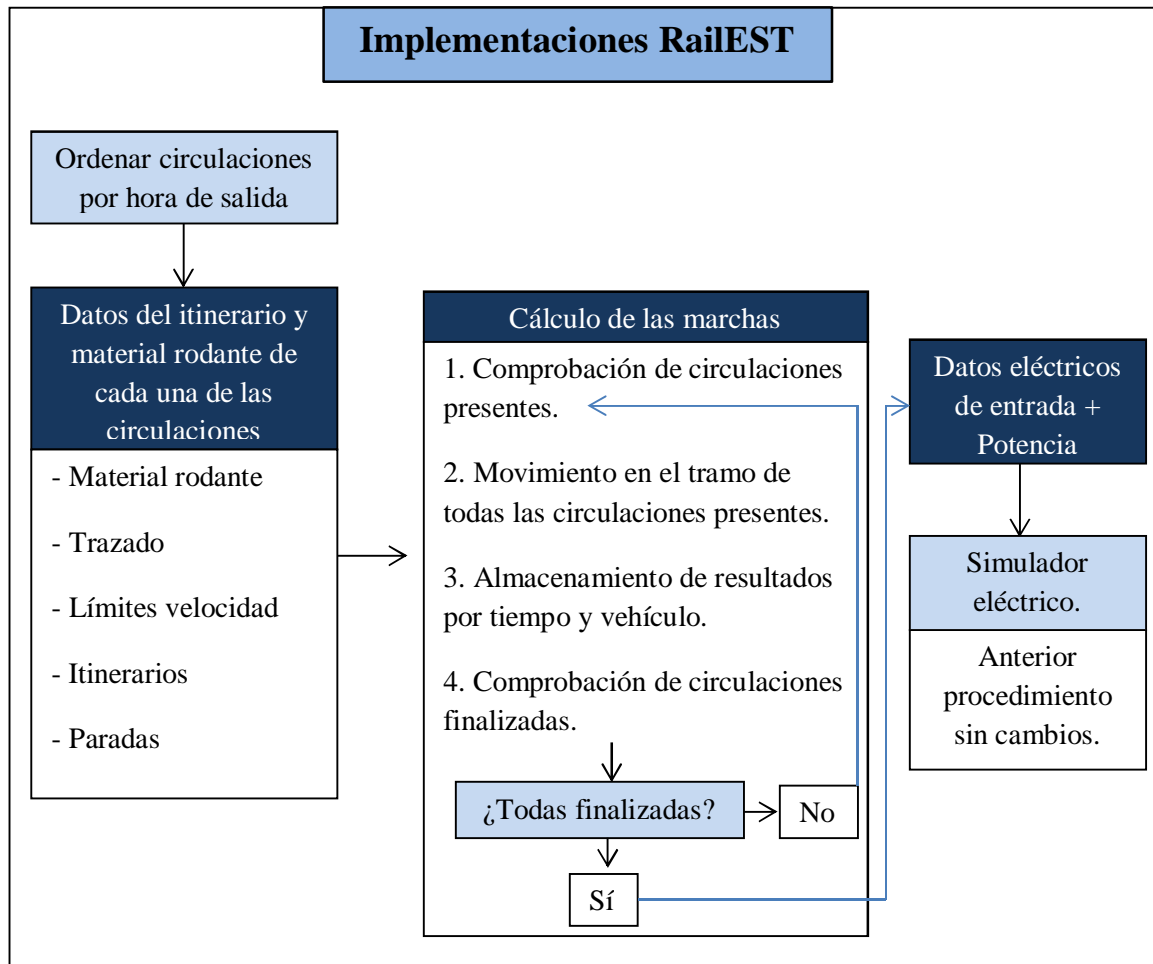 Implementaciones RailEST
Ordenar circulaciones
por hora de salida
Datos del itinerario y
material rodante de
cada una de las
circulaciones
- Material rodante
- Trazado
- Límites velocidad
- Itinerarios
- Paradas
Cálculo de las marchas
1. Comprobación de circulaciones
presentes.
2. Movimiento en el tramo de
todas las circulaciones presentes.
3. Almacenamiento de resultados
por tiempo y vehículo.
4. Comprobación de circulaciones
finalizadas.
¿Todas finalizadas?
No
Sí
Datos eléctricos
de entrada +
Potencia
Simulador
eléctrico.
Anterior
procedimiento
sin cambios.